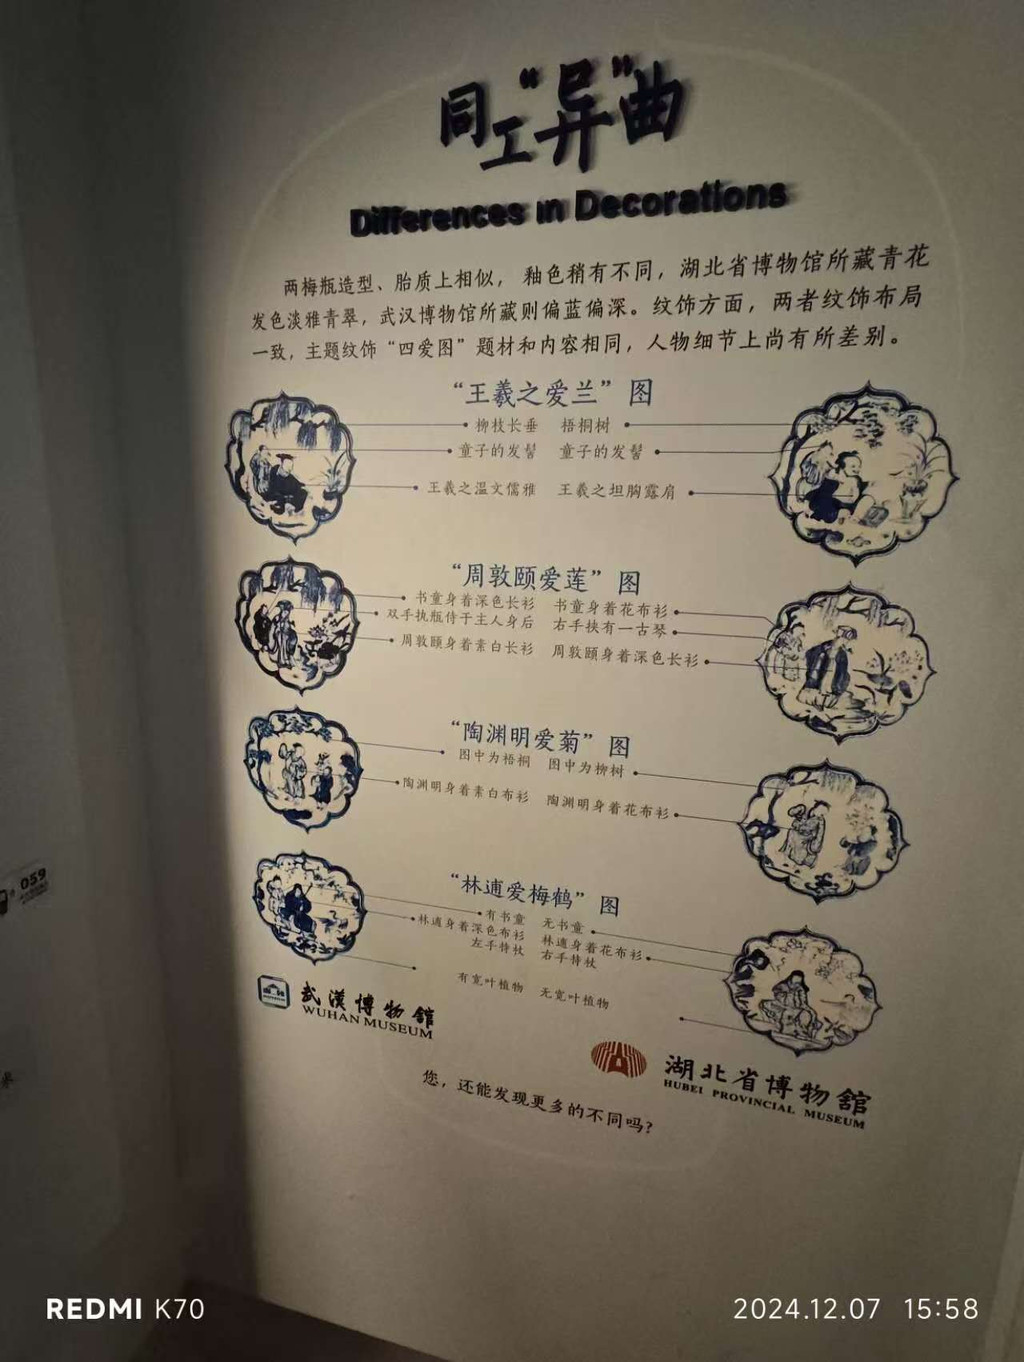 同工“异”曲
Differences in Decorations
两梅瓶造型、胎质上相似，釉色稍有不同，湖北省博物馆所藏青花
发色淡雅青翠，武汉博物馆所藏则偏蓝偏深。纹饰方面，两者纹饰布局
一致，主题纹饰“四爱图”题材和内容相同，人物细节上尚有所差别。
“王羲之爱兰”图
柳枝长垂 梧桐树
童子的发髻 童子的发髻
王羲之温文儒雅 王羲之坦胸露肩
“周敦颐爱莲”图
书童身着深色长衫 书童身着花布衫
双手执瓶侍于主人身后 右手挟有一古琴
周敦颐身着素白长衫 周敦颐身着深色长衫
“陶渊明爱菊”图
图中为梧桐 图中为柳树
陶渊明身着素白布衫 陶渊明身着花布衫
“林逋爱梅鹤”图
有书童 无书童
林逋身着深色布衫 林逋身着花布衫
左手持杖 右手持杖
有宽叶植物 无宽叶植物
武漢博物館
WUHAN MUSEUM
湖北省博物館
HUBEI PROVINCIAL MUSEUM
您，还能发现更多的不同吗？
059
米
REDMI K70
2024.12.07 15:58